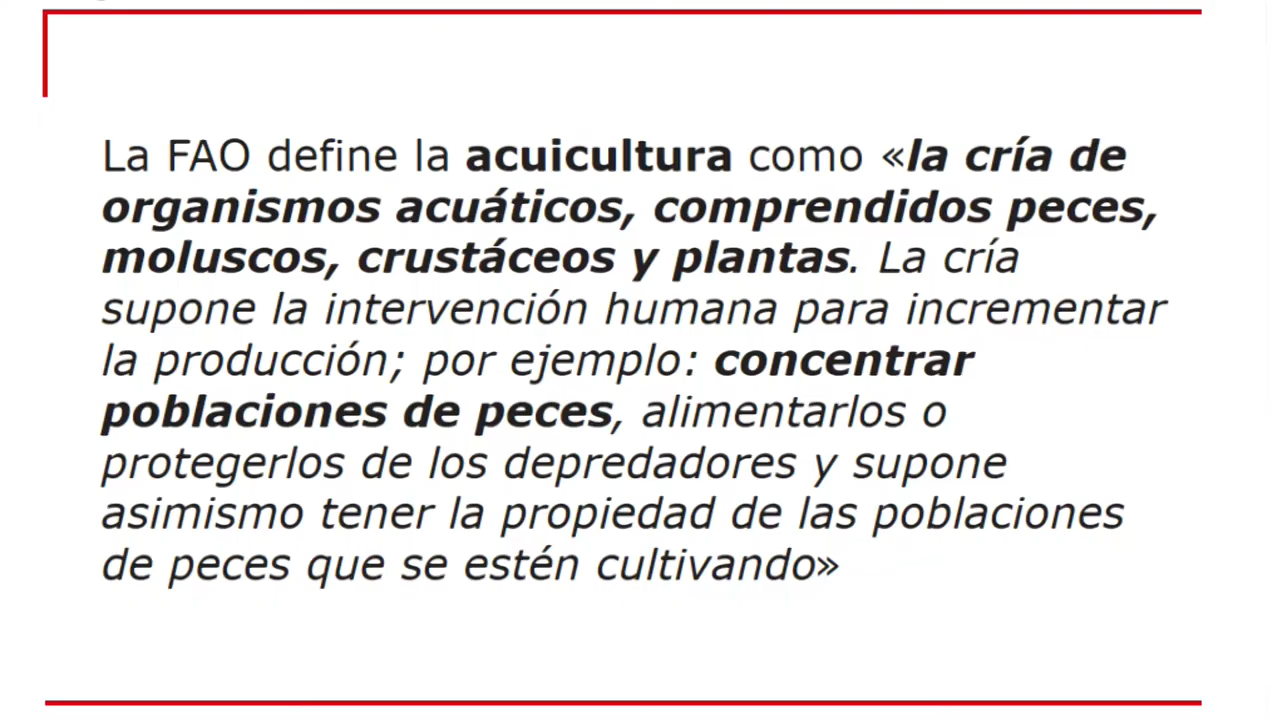 La FAO define la acuicultura como «la cría de
organismos acuáticos, comprendidos peces,
moluscos, crustáceos y plantas. La cría
supone la intervención humana para incrementar
la producción; por ejemplo: concentrar
poblaciones de peces, alimentarlos o
protegerlos de los depredadores y supone
asimismo tener la propiedad de las poblaciones
de peces que se estén cultivando»